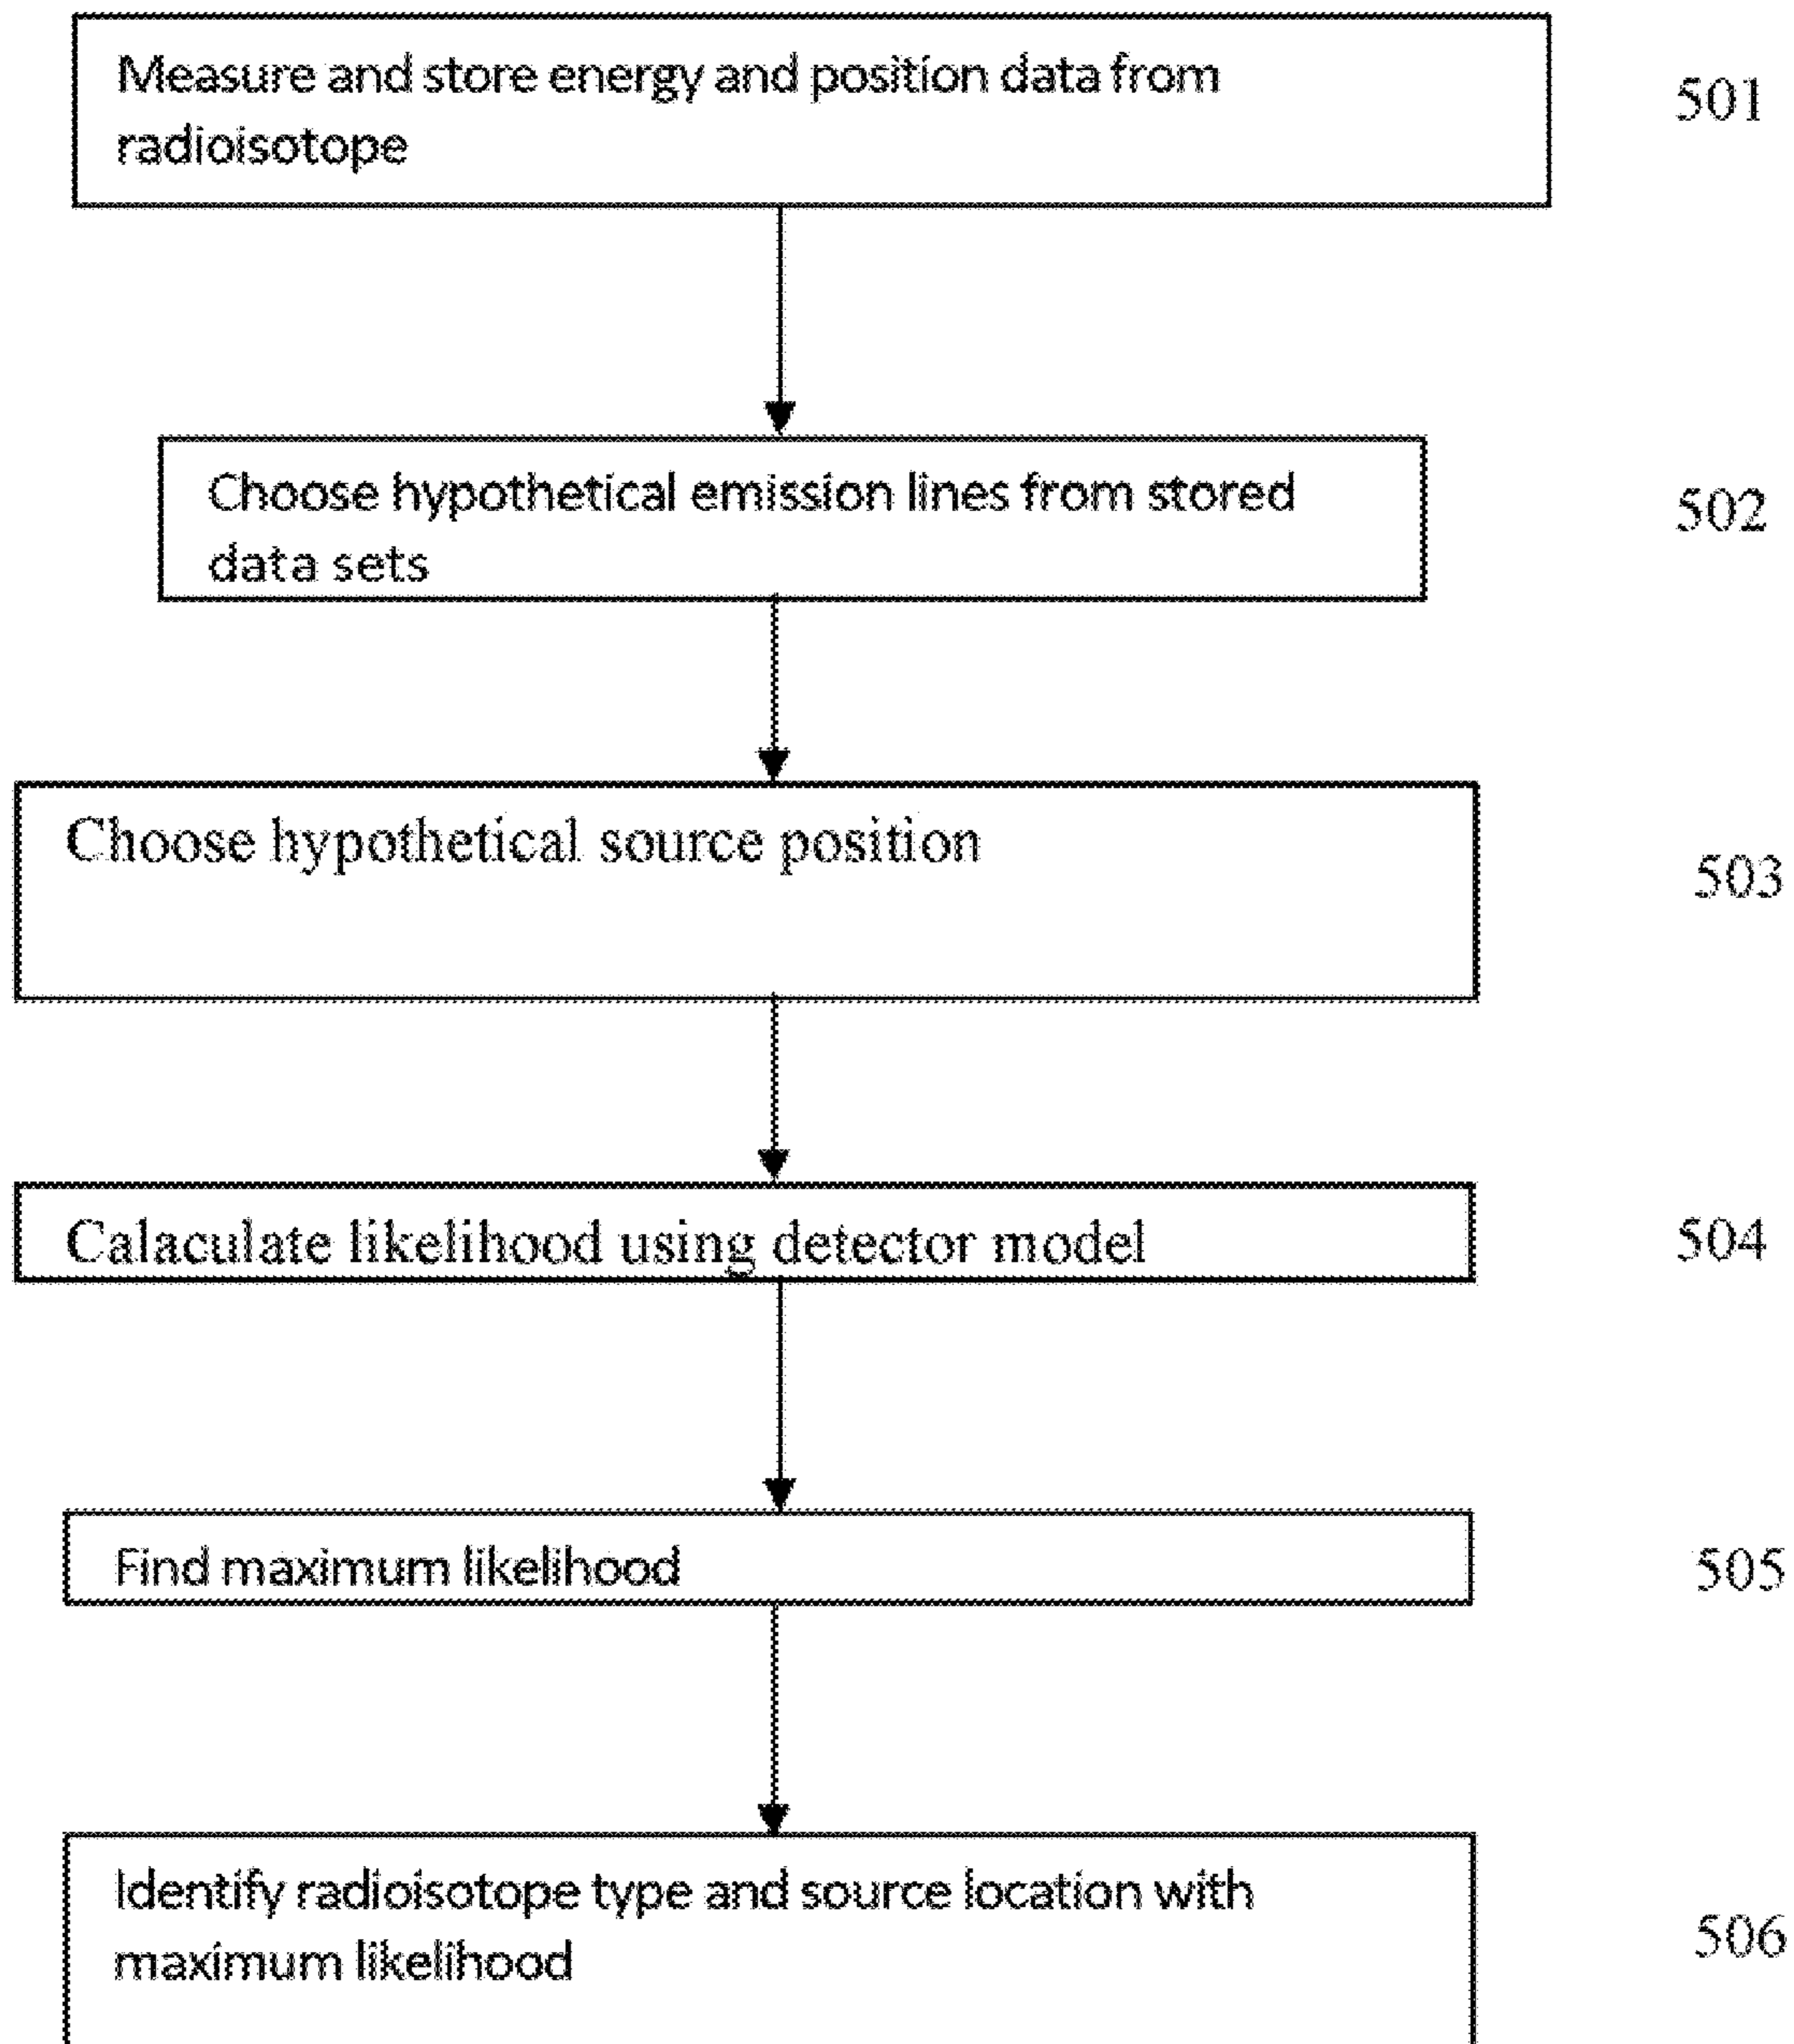 Measure and store energy and position data from
radioisotope
501
Choose hypothetical emission lines from stored
data sets
502
Choose hypothetical source position
503
Calaculate likelihood using detector model
504
Find maximum likelihood
505
Identify radioisotope type and source location with
maximum likelihood
506